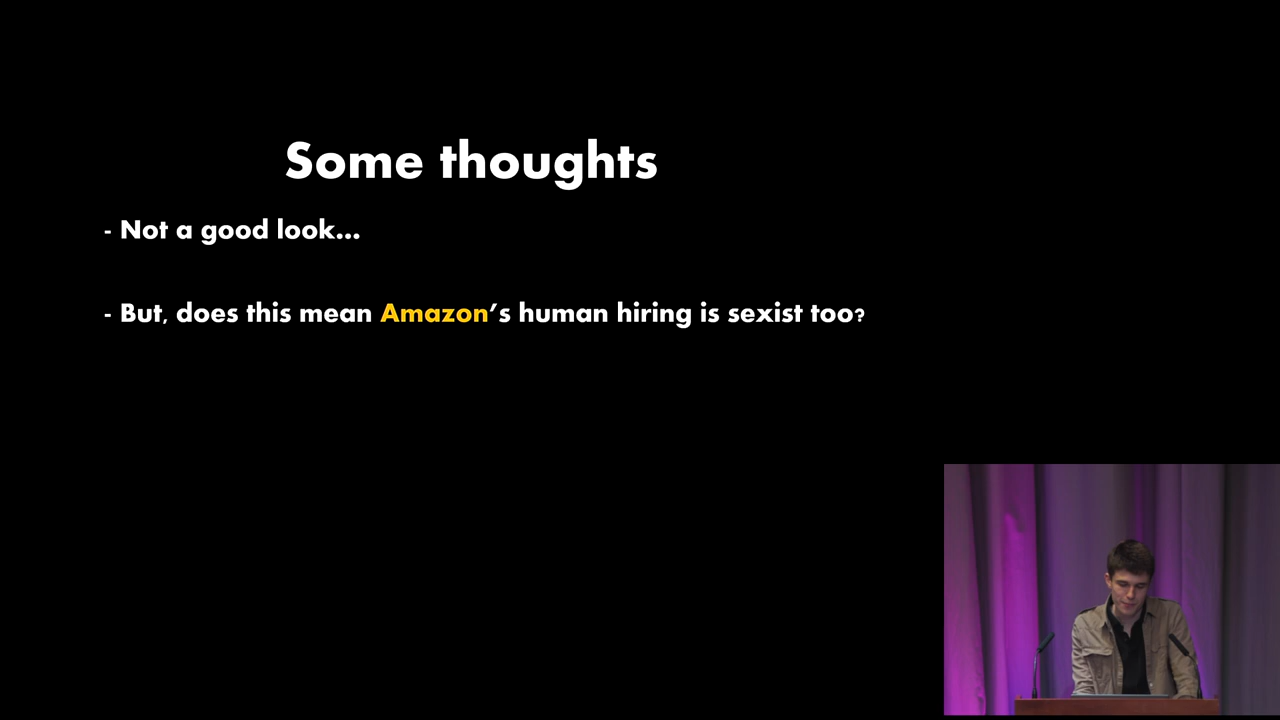 Some thoughts
- Not a good look...
- But, does this mean Amazon's human hiring is sexist too?